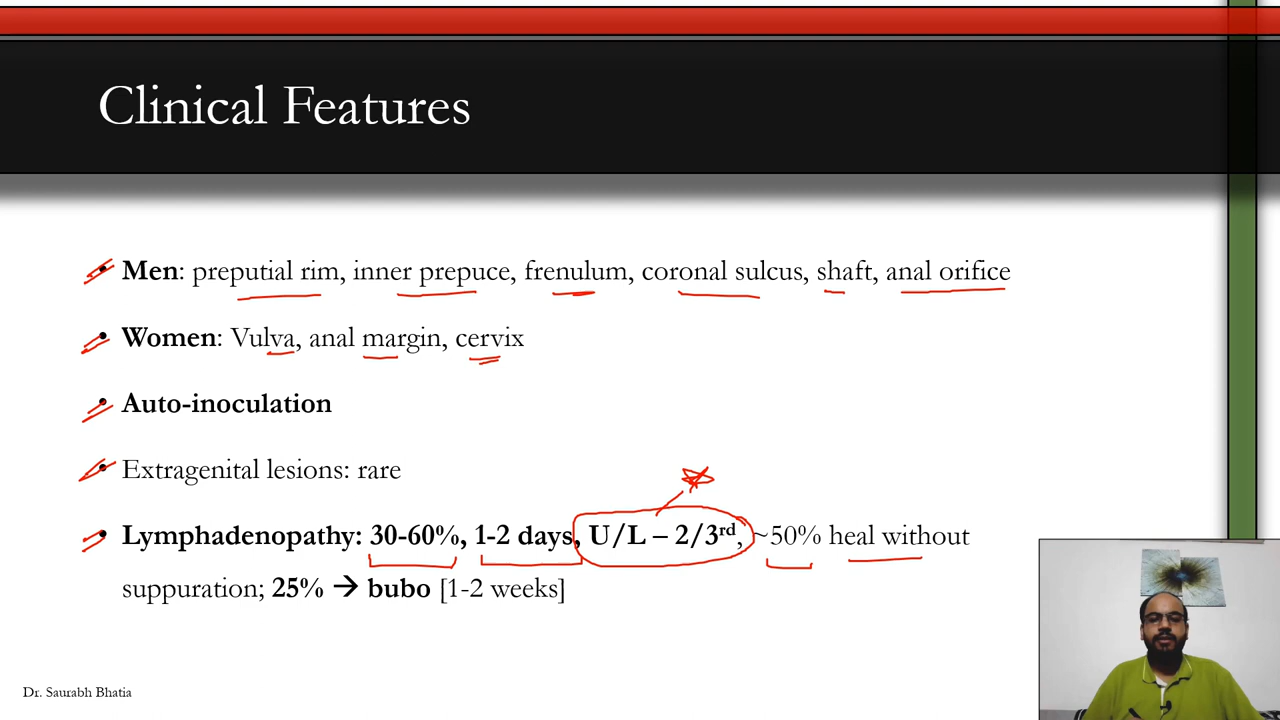 Clinical Features
• Men: preputial rim, inner prepuce, frenulum, coronal sulcus, shaft, anal orifice
• Women: Vulva, anal margin, cervix
• Auto-inoculation
• Extragenital lesions: rare
• Lymphadenopathy: 30-60%, 1-2 days, U/L – 2/3rd, ~50% heal without
suppuration; 25% → bubo [1-2 weeks]
Dr. Saurabh Bhatia